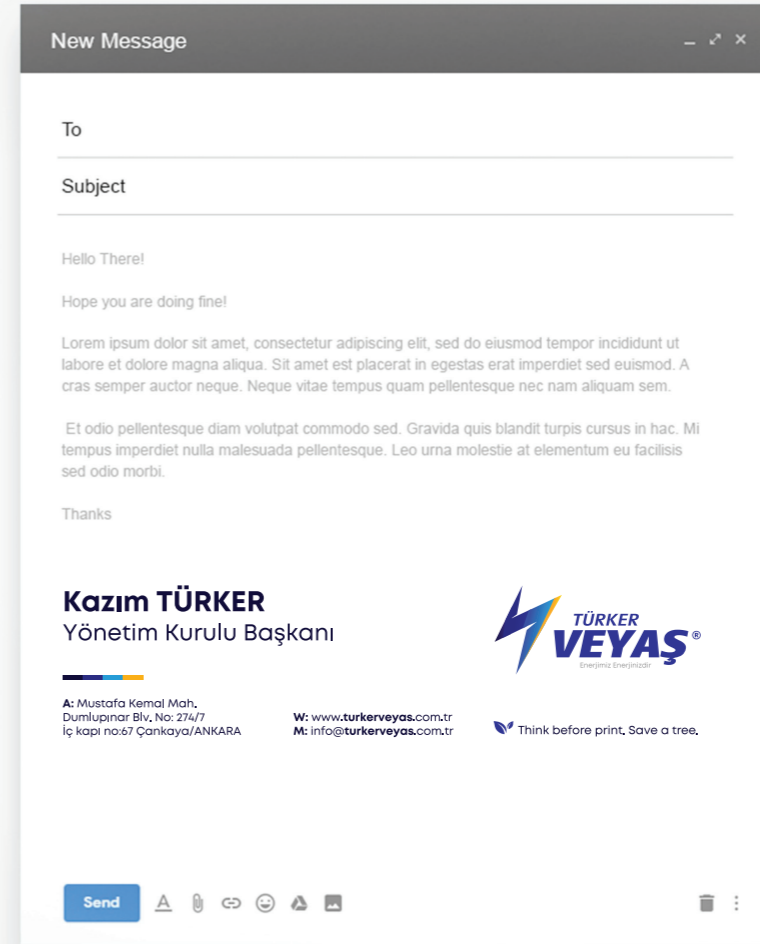 New Message
To
Subject
Hello There!
Hope you are doing fine!
Lorem ipsum dolor sit amet, consectetur adipiscing elit, sed do eiusmod tempor incididunt ut
labore et dolore magna aliqua. Sit amet est placerat in egestas erat imperdiet sed euismod. A
cras semper auctor neque. Neque vitae tempus quam pellentesque nec nam aliquam sem.
Et odio pellentesque diam volutpat commodo sed. Gravida quis blandit turpis cursus in hac. Mi
tempus imperdiet nulla malesuada pellentesque. Leo urna molestie at elementum eu facilisis
sed odio morbi.
Thanks
Kazım TÜRKER
Yönetim Kurulu Başkanı
TÜRKER
VEYAŞ®
Enerjimiz Enerjinizdir
A: Mustafa Kemal Mah.
Dumlupınar Blv. No: 274/7
İç kapı no:67 Çankaya/ANKARA
W: www.turkerveyas.com.tr
M: info@turkerveyas.com.tr
Think before print. Save a tree.
Send